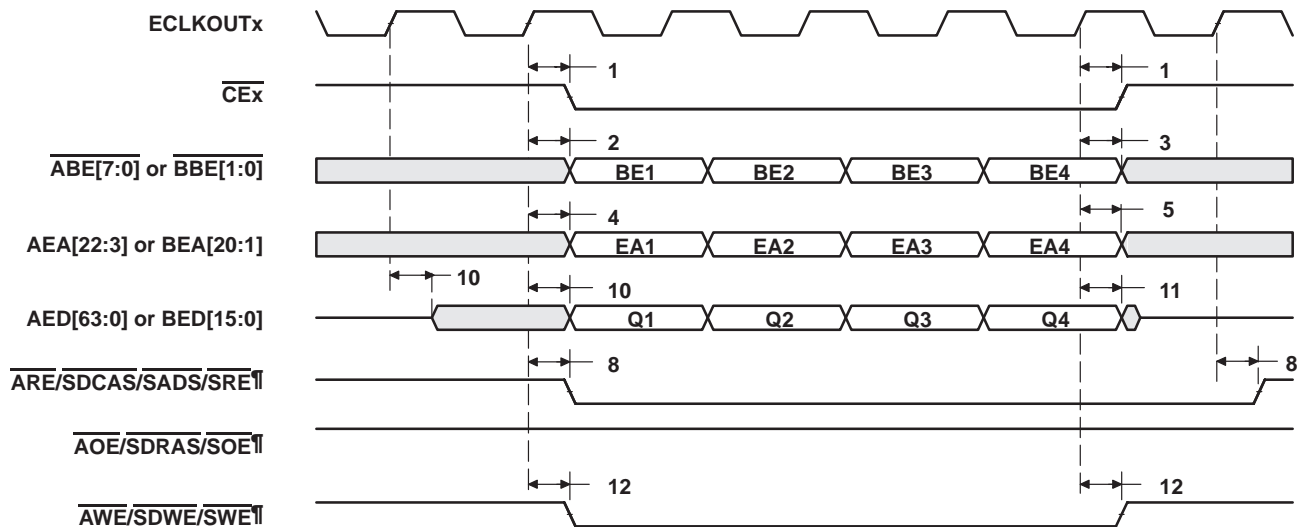 ECLKOUTx
1 1
CEx
2 3
ABE[7:0] or BBE[1:0]
BE1 BE2 BE3 BE4
4 5
AEA[22:3] or BEA[20:1]
EA1 EA2 EA3 EA4
10 10 11
AED[63:0] or BED[15:0]
Q1 Q2 Q3 Q4
8 8
ARE/SDCAS/SADS/SRE¶
AOE/SDRAS/SOE¶
12 12
AWE/SDWE/SWE¶